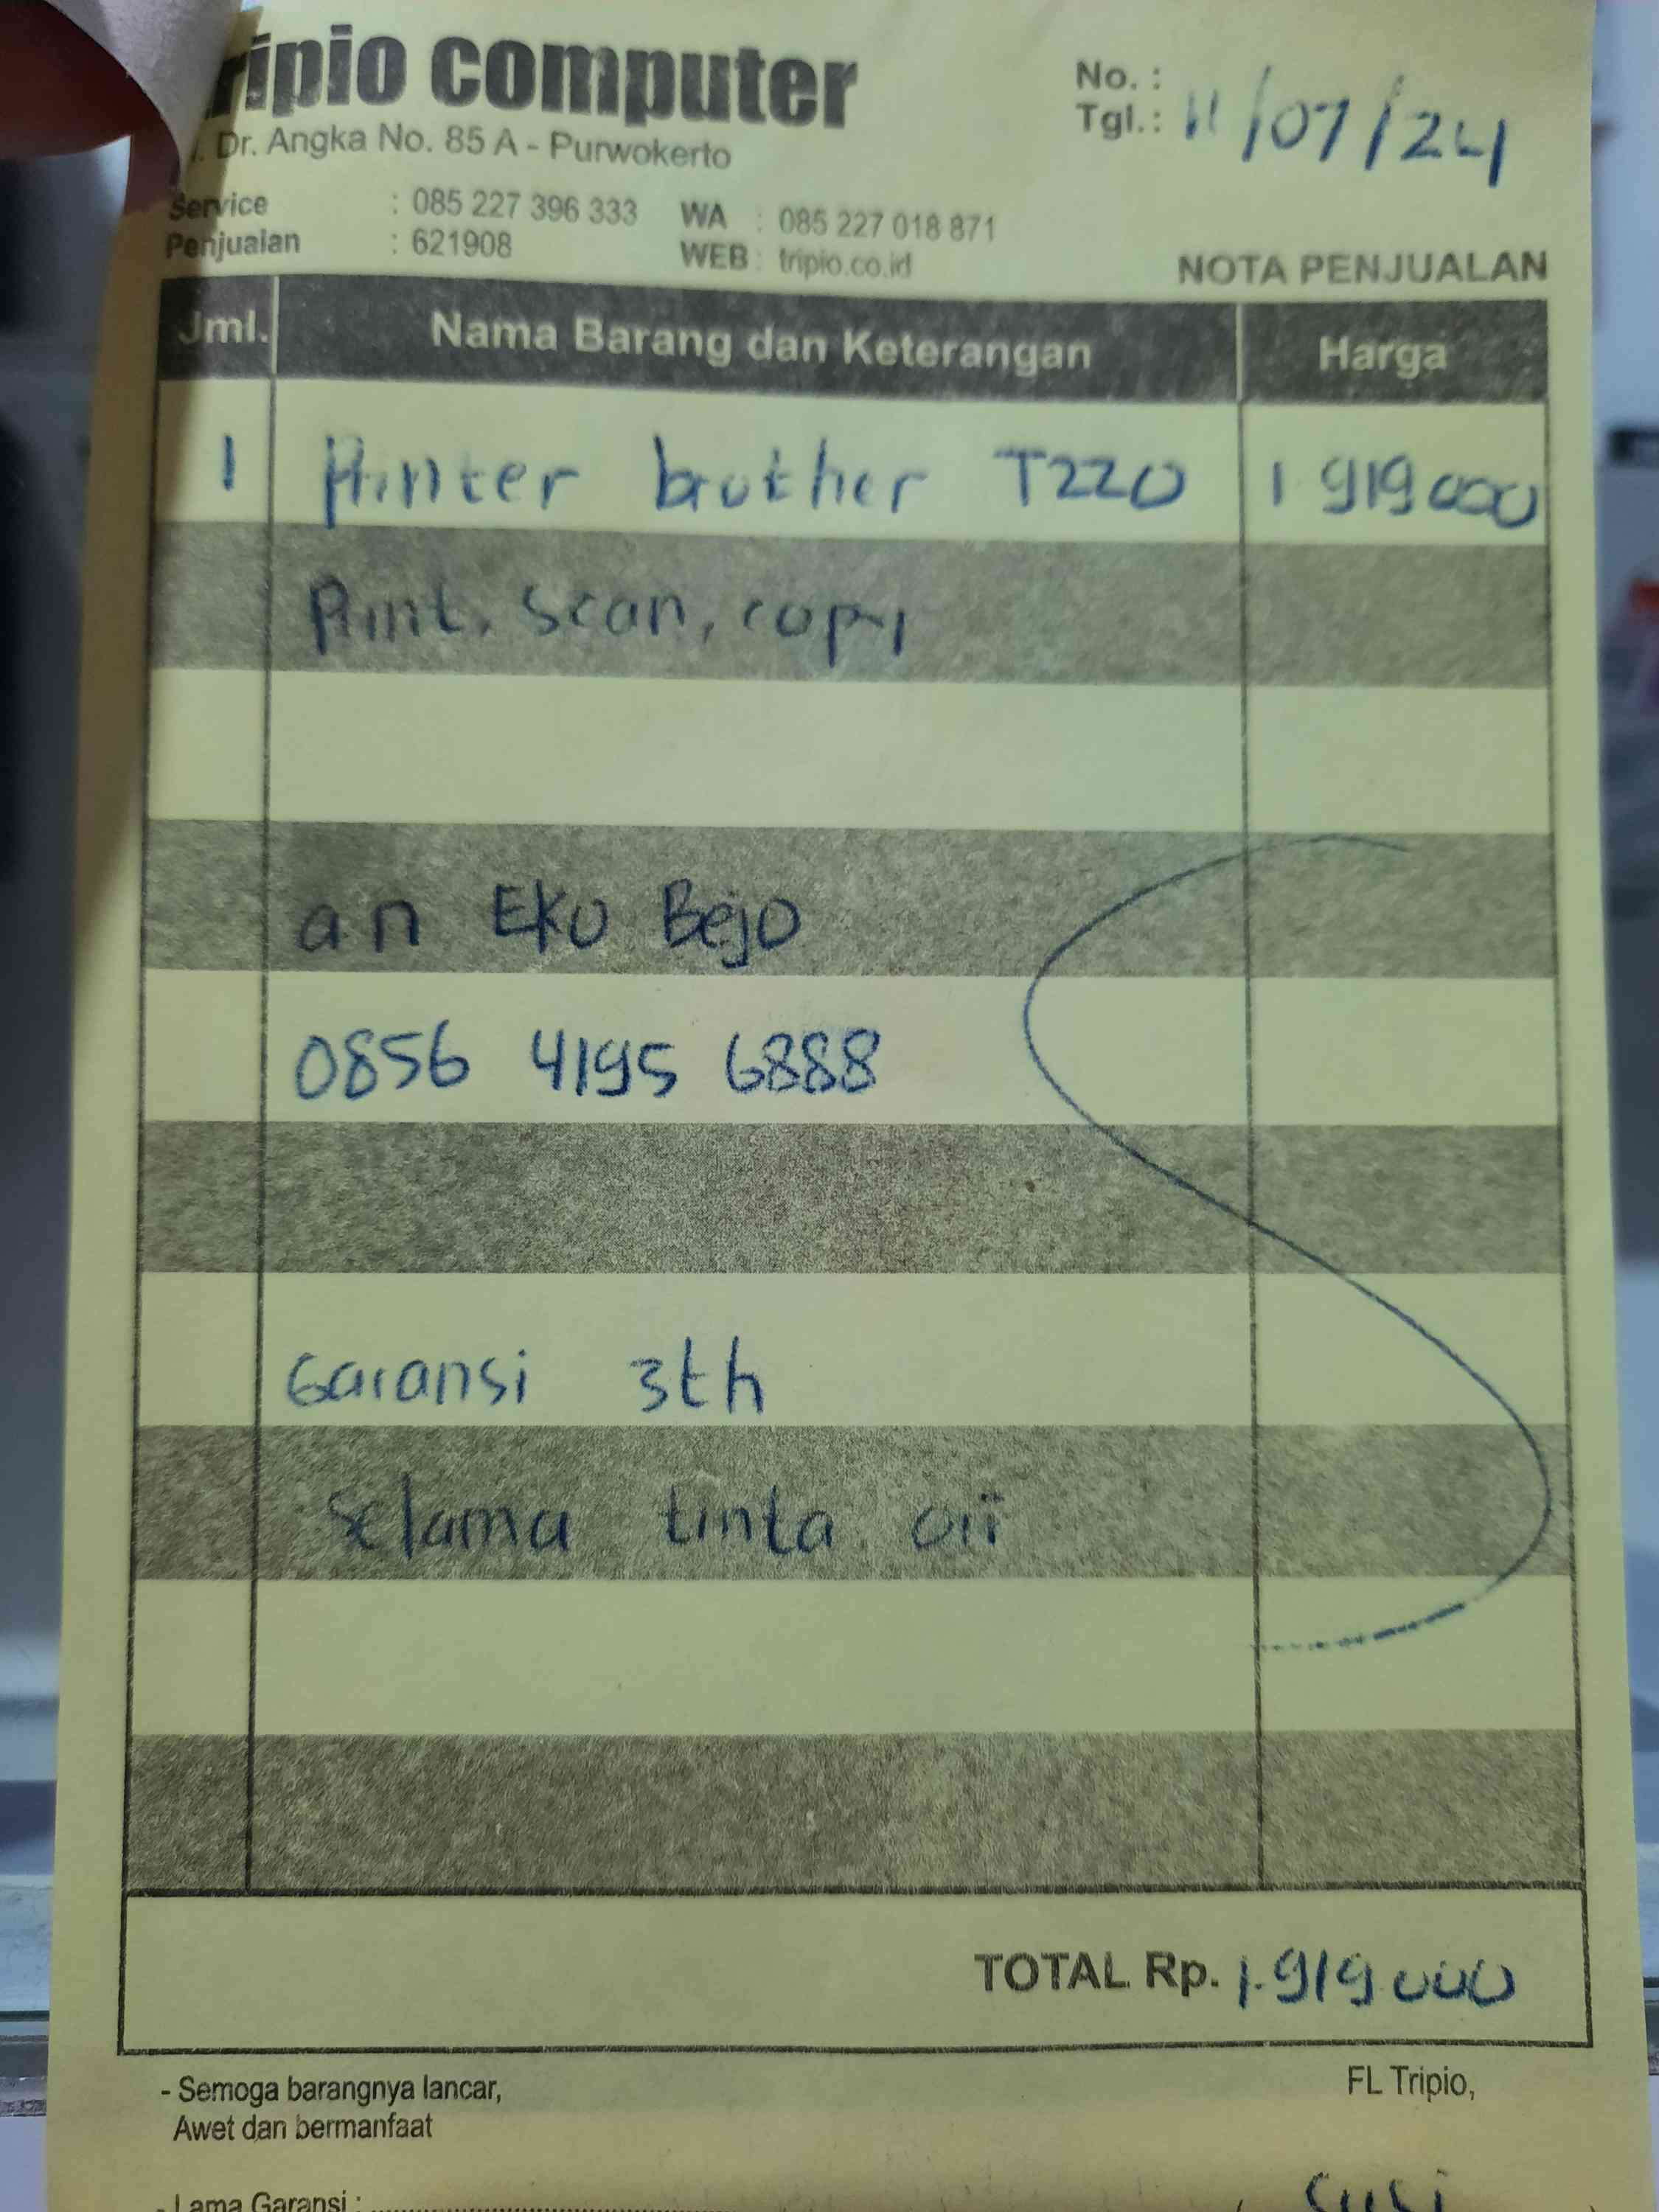 ripio computer
Dr. Angka No. 85 A - Purwokerto
No. :
Tgl. : 11/07/24
Service : 085 227 396 333 WA : 085 227 018 871
Penjualan : 621908 WEB : tripio.co.id
NOTA PENJUALAN
Jml. Nama Barang dan Keterangan Harga
1 Printer brother T220 1 919 000
Print, scan, copy
an Eko Bejo
0856 4195 6888
Garansi 3th
Selama tinta ori
TOTAL Rp. 1.919 000
- Semoga barangnya lancar,
Awet dan bermanfaat
FL Tripio,
- Lama Garansi :
( Susi